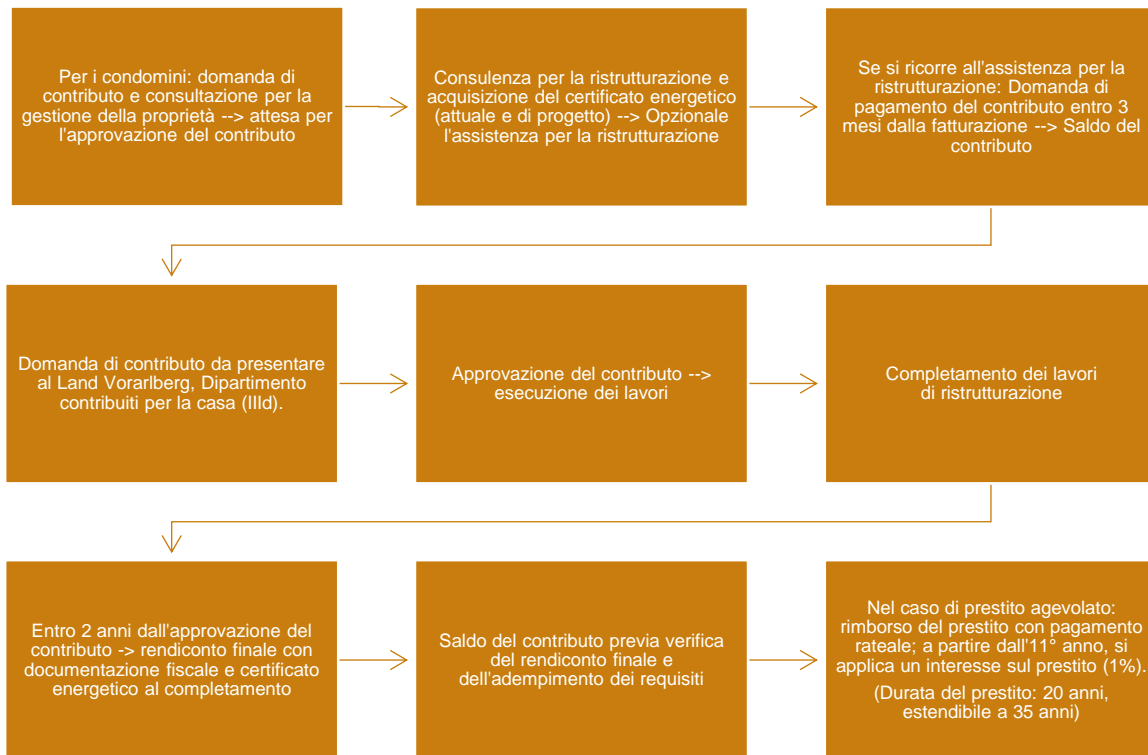 Per i condomini: domanda di
contributo e consultazione per la
gestione della proprietà --> attesa
per l'approvazione del contributo
Consulenza per la ristrutturazione e
acquisizione del certificato energetico
(attuale e di progetto) --> Opzionale
l'assistenza per la ristrutturazione
Se si ricorre all'assistenza per la
ristrutturazione: Domanda di
pagamento del contributo entro 3
mesi dalla fatturazione --> Saldo del
contributo
Domanda di contributo da presentare
al Land Vorarlberg, Dipartimento
contribuiti per la casa (IIId).
Approvazione del contributo -->
esecuzione dei lavori
Completamento dei lavori
di ristrutturazione
Entro 2 anni dall'approvazione del
contributo -> rendiconto finale con
documentazione fiscale e certificato
energetico al completamento
Saldo del contributo previa verifica
del rendiconto finale e
dell'adempimento dei requisiti
Nel caso di prestito agevolato:
rimborso del prestito con pagamento
rateale; a partire dall'11° anno, si
applica un interesse sul prestito (1%).
(Durata del prestito: 20 anni,
estendibile a 35 anni)